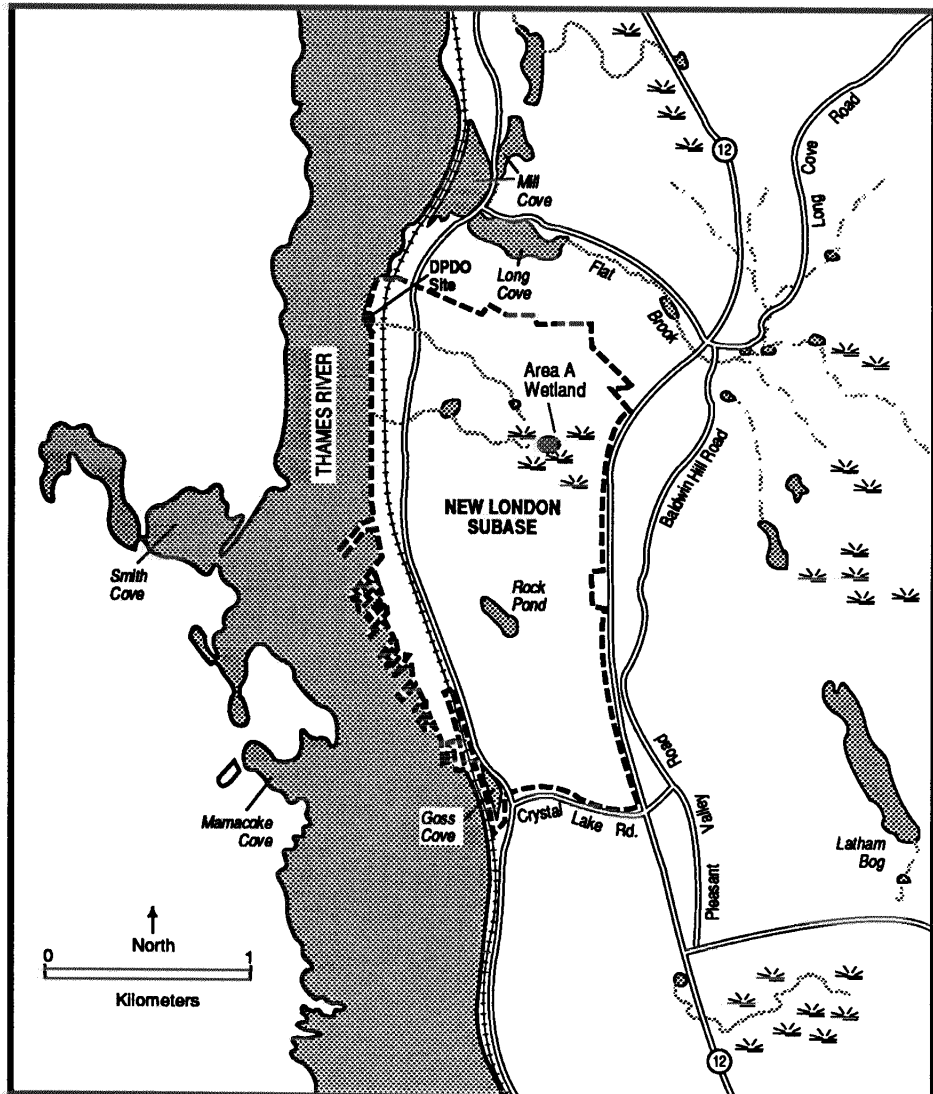 12
Long
Cove
Road
Mill
Cove
DPDO
Site
Long
Cove
Flat
Brook
THAMES RIVER
Area A
Wetland
Baldwin Hill Road
NEW LONDON
SUBASE
Smith
Cove
Rock
Pond
Mamacoke
Cove
Goss
Cove
Crystal
Lake
Rd.
Road
Valley
Pleasant
Latham
Bog
North
0 1
Kilometers
12